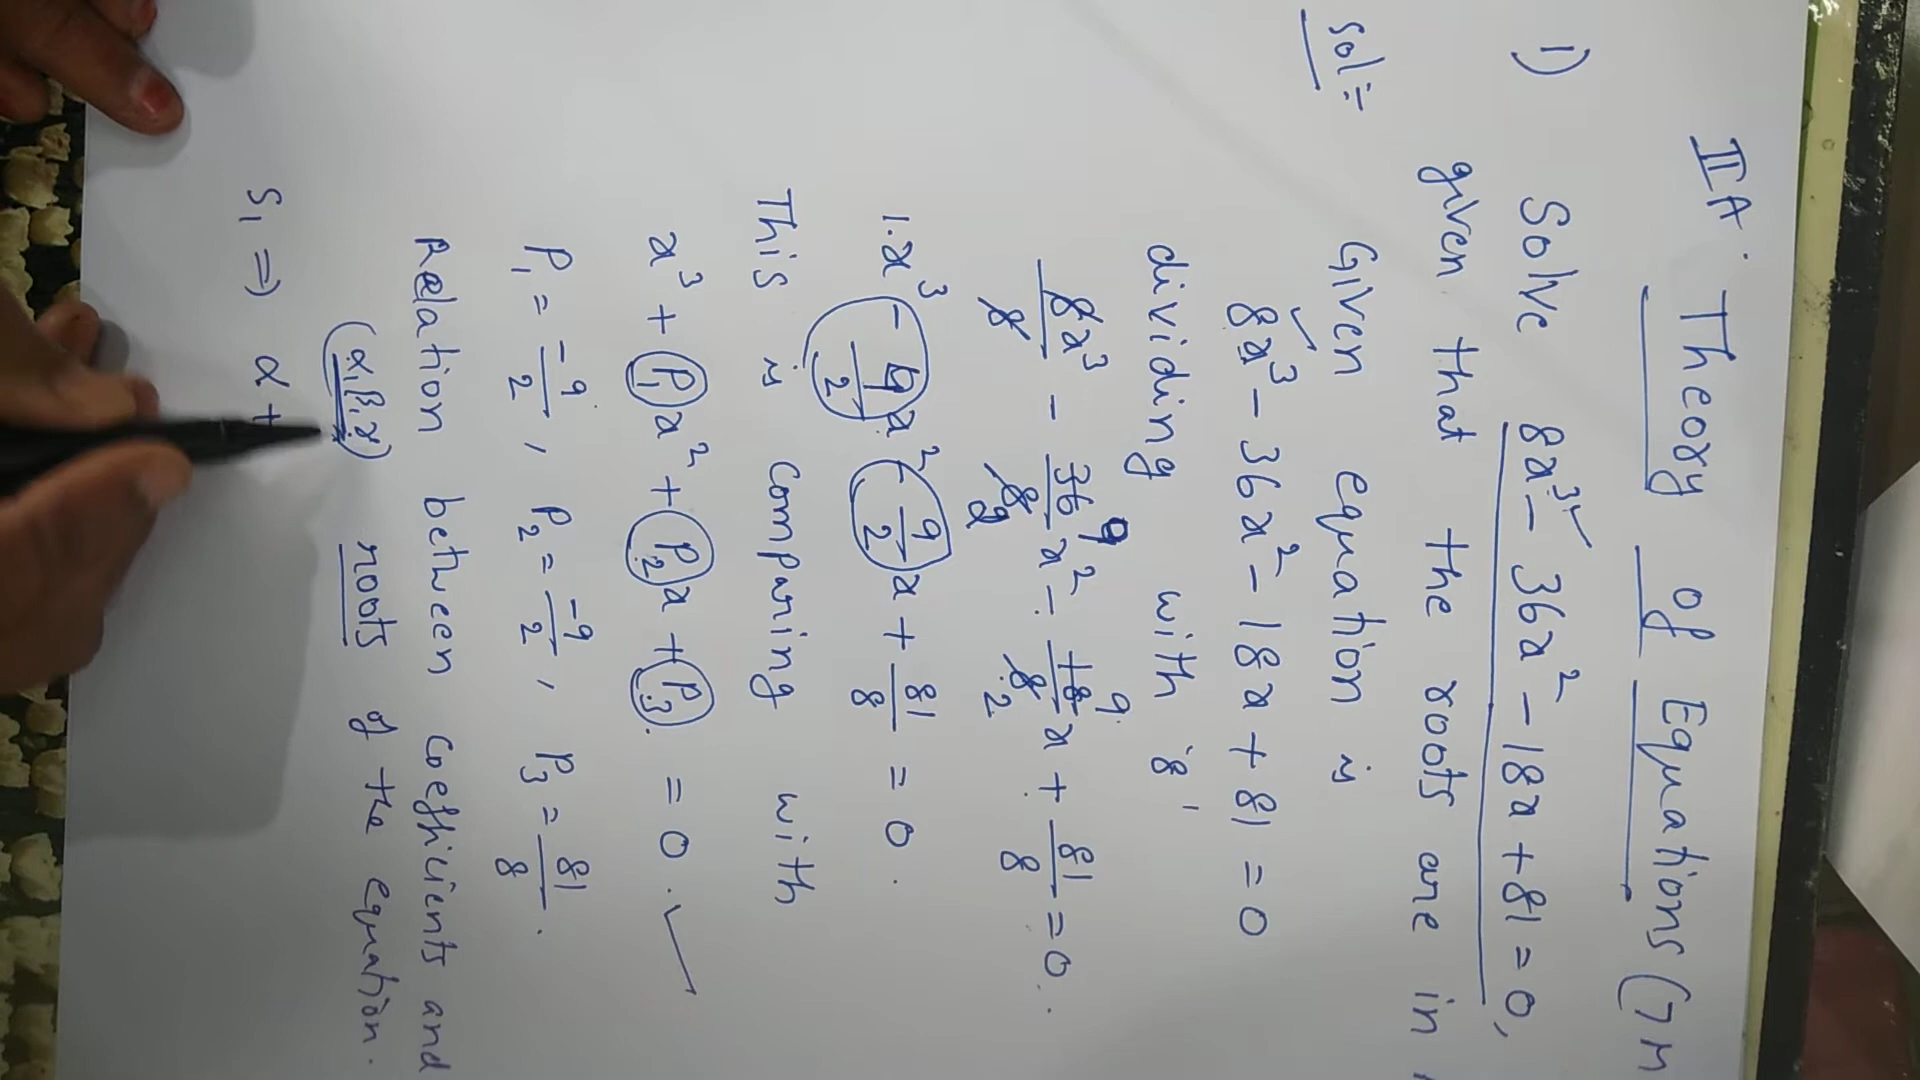 IIA. Theory of Equations (7M
1) Solve 8x³ - 36x² - 18x + 81 = 0,
given that the roots are in
Sol:- Given equation is
8x³ - 36x² - 18x + 81 = 0
dividing with '8'
8x³/8 - 36/8 x² - 18/8 x + 81/8 = 0.
9 9
2 2
1.x³ - 9/2 x² - 9/2 x + 81/8 = 0.
This is comparing with
x³ + P₁x² + P₂x + P₃ = 0.
P₁ = -9/2, P₂ = -9/2, P₃ = 81/8.
Relation between coefficients and
(α,β,γ) roots of the equation.
S₁ ⇒ α +